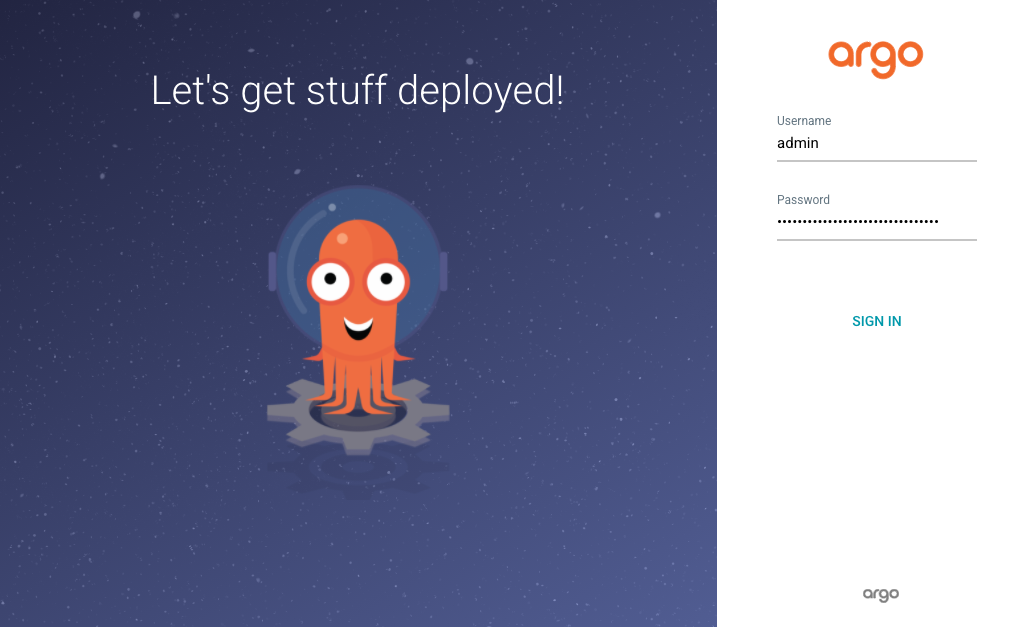 Let's get stuff deployed!
argo
Username
admin
Password
••••••••••••••••••••••••••••••••
SIGN IN
argo